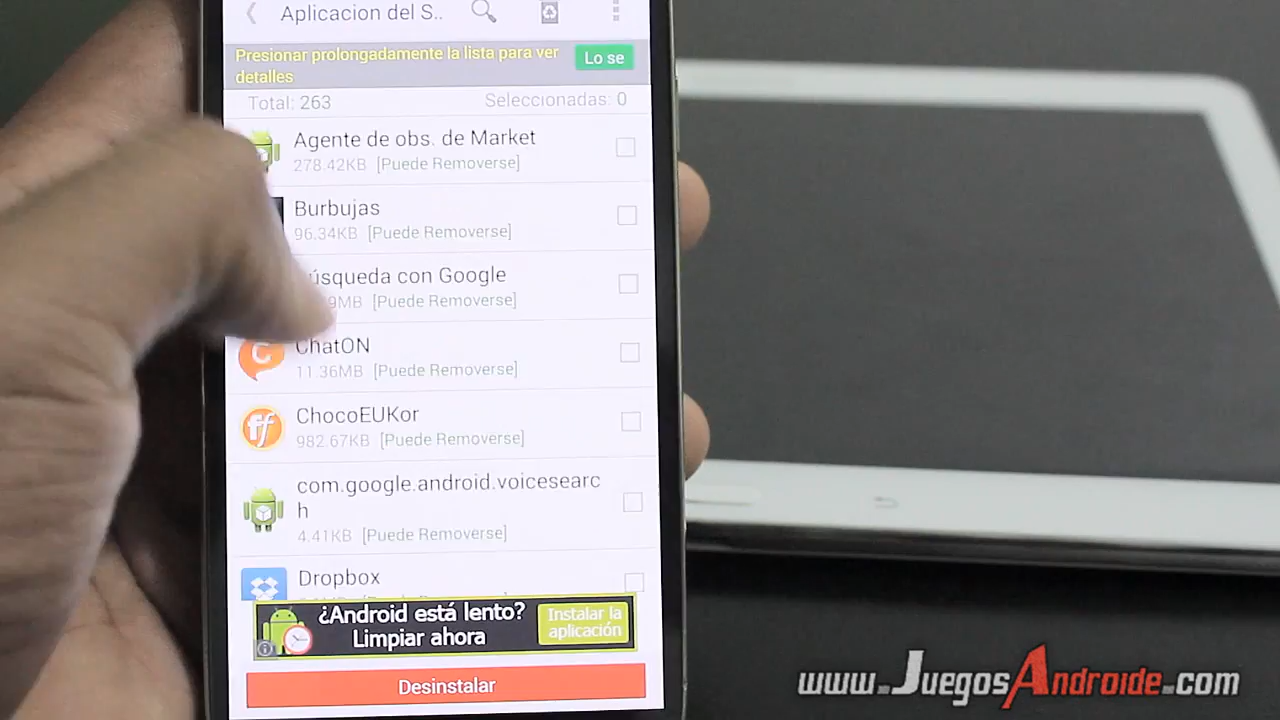 Aplicacion del S..
Presionar prolongadamente la lista para ver
detalles
Lo se
Total: 263
Seleccionadas: 0
Agente de obs. de Market
278.42KB [Puede Removerse]
Burbujas
96.34KB [Puede Removerse]
úsqueda con Google
9MB [Puede Removerse]
ChatON
11.36MB [Puede Removerse]
ChocoEUKor
982.67KB [Puede Removerse]
com.google.android.voicesearc
h
4.41KB [Puede Removerse]
Dropbox
¿Android está lento?
Limpiar ahora
Instalar la
aplicación
Desinstalar
www.JuegosAndroide.com